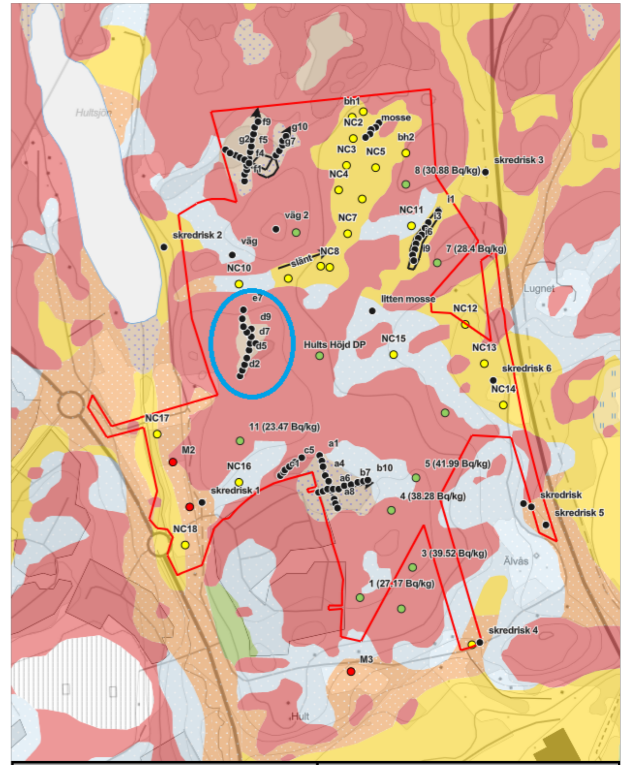 bh1
Hultsjön
f9
g10
NC2
mosse
g2
f5
g7
f4
NC3
bh2
NC5
f1
skredrisk 3
NC4
8 (30.88 Bq/kg)
i1
väg 2
NC11
i3
NC7
i6
skredrisk 2
väg
i9
7 (28.4 Bq/kg)
NC8
slänt
NC10
Lugnet
e7
litten mosse
NC12
d9
d7
d5
Hults Höjd DP
NC13
NC15
d2
skredrisk 6
NC14
NC17
11 (23.47 Bq/kg)
a1
M2
c5
c1
a4
b7
b10
5 (41.99 Bq/kg)
NC16
a6
a8
skredrisk 1
4 (38.28 Bq/kg)
skredrisk
skredrisk 5
NC18
3 (39.52 Bq/kg)
Älvås
1 (27.17 Bq/kg)
skredrisk 4
M3
Hult